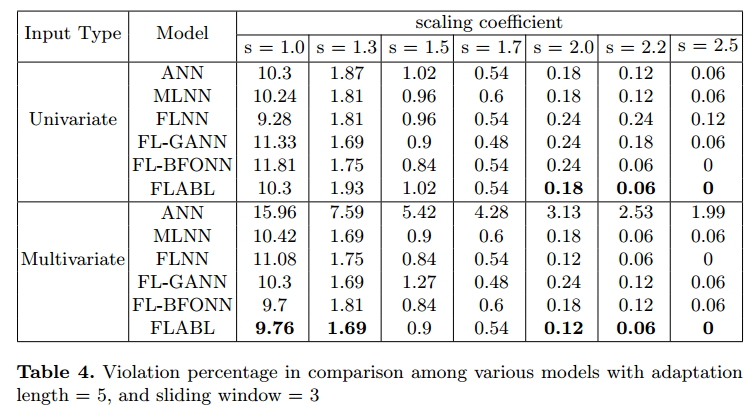 Input Type Model scaling coefficient
s = 1.0 s = 1.3 s = 1.5 s = 1.7 s = 2.0 s = 2.2 s = 2.5
ANN 10.3 1.87 1.02 0.54 0.18 0.12 0.06
MLNN 10.24 1.81 0.96 0.6 0.18 0.12 0.06
Univariate FLNN 9.28 1.81 0.96 0.54 0.24 0.24 0.12
FL-GANN 11.33 1.69 0.9 0.48 0.24 0.18 0.06
FL-BFONN 11.81 1.75 0.84 0.54 0.24 0.06 0
FLABL 10.3 1.93 1.02 0.54 0.18 0.06 0
ANN 15.96 7.59 5.42 4.28 3.13 2.53 1.99
MLNN 10.42 1.69 0.9 0.6 0.18 0.06 0.06
Multivariate FLNN 11.08 1.75 0.84 0.54 0.12 0.06 0
FL-GANN 10.3 1.69 1.27 0.48 0.24 0.12 0.06
FL-BFONN 9.7 1.81 0.84 0.6 0.18 0.12 0.06
FLABL 9.76 1.69 0.9 0.54 0.12 0.06 0
Table 4. Violation percentage in comparison among various models with adaptation
length = 5, and sliding window = 3